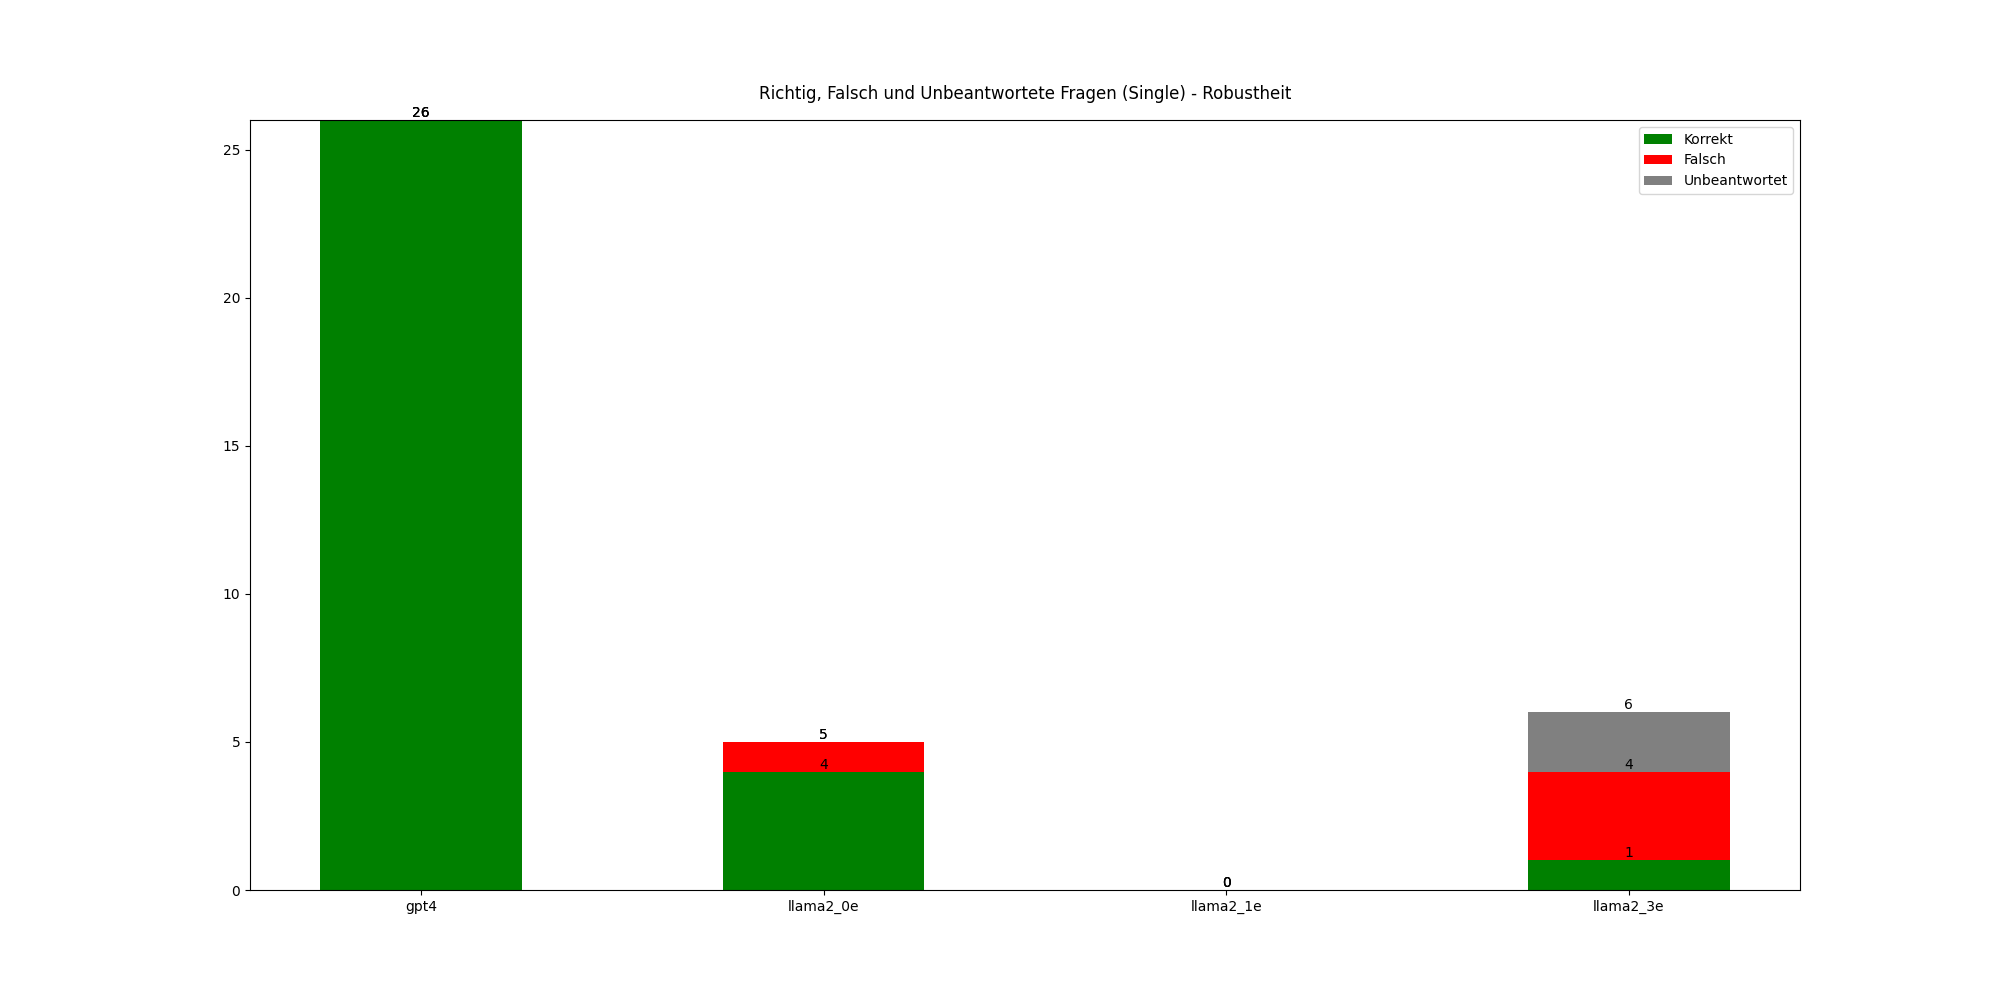 Richtig, Falsch und Unbeantwortete Fragen (Single) - Robustheit
26
25
Korrekt
Falsch
Unbeantwortet
20
15
10
6
5
5
4
4
1
0
0
gpt4
llama2_0e
llama2_1e
llama2_3e